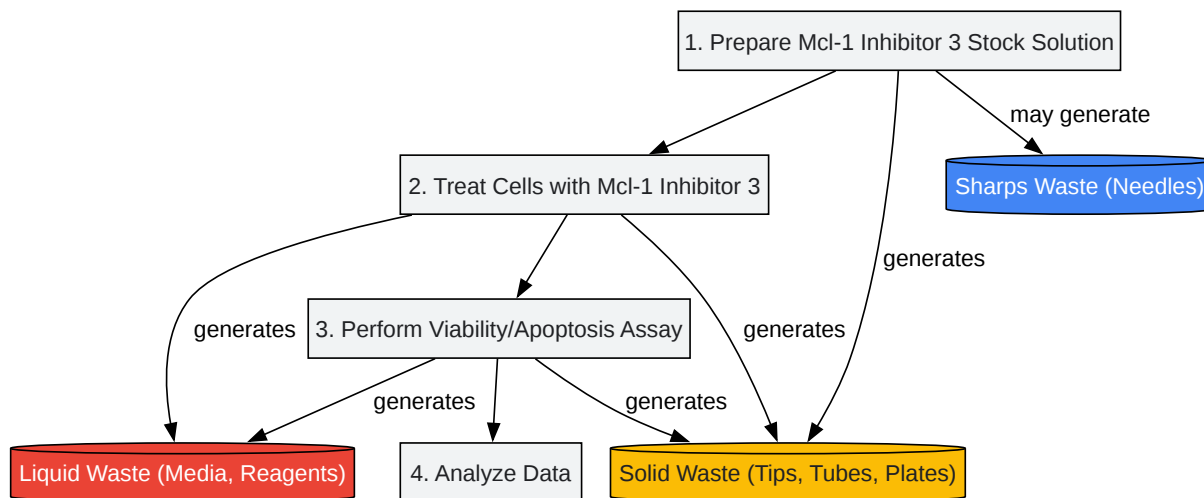 1. Prepare Mcl-1 Inhibitor 3 Stock Solution
may generate
2. Treat Cells with Mcl-1 Inhibitor 3
Sharps Waste (Needles)
generates
3. Perform Viability/Apoptosis Assay
generates
generates
generates
generates
Liquid Waste (Media, Reagents)
4. Analyze Data
Solid Waste (Tips, Tubes, Plates)